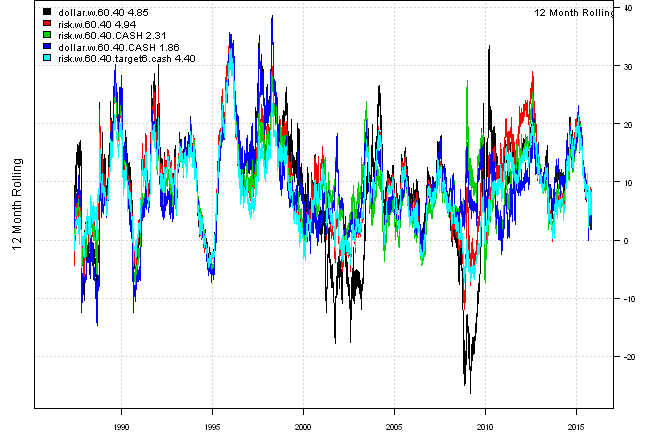 dollar.w.60.40 4.85
12 Month Rolling
risk.w.60.40 4.94
risk.w.60.40.CASH 2.31
dollar.w.60.40.CASH 1.86
risk.w.60.40.target6.cash 4.40
12 Month Rolling
40
30
20
10
0
-10
-20
1990
1995
2000
2005
2010
2015